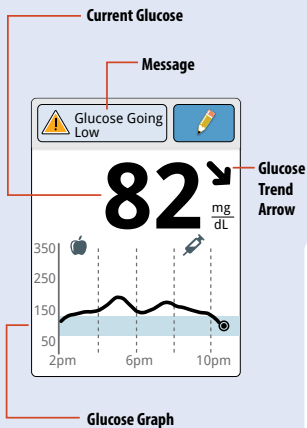 Current Glucose
Message
Glucose Going
Low
82
mg
dL
Glucose
Trend
Arrow
350
250
150
50
2pm 6pm 10pm
Glucose Graph